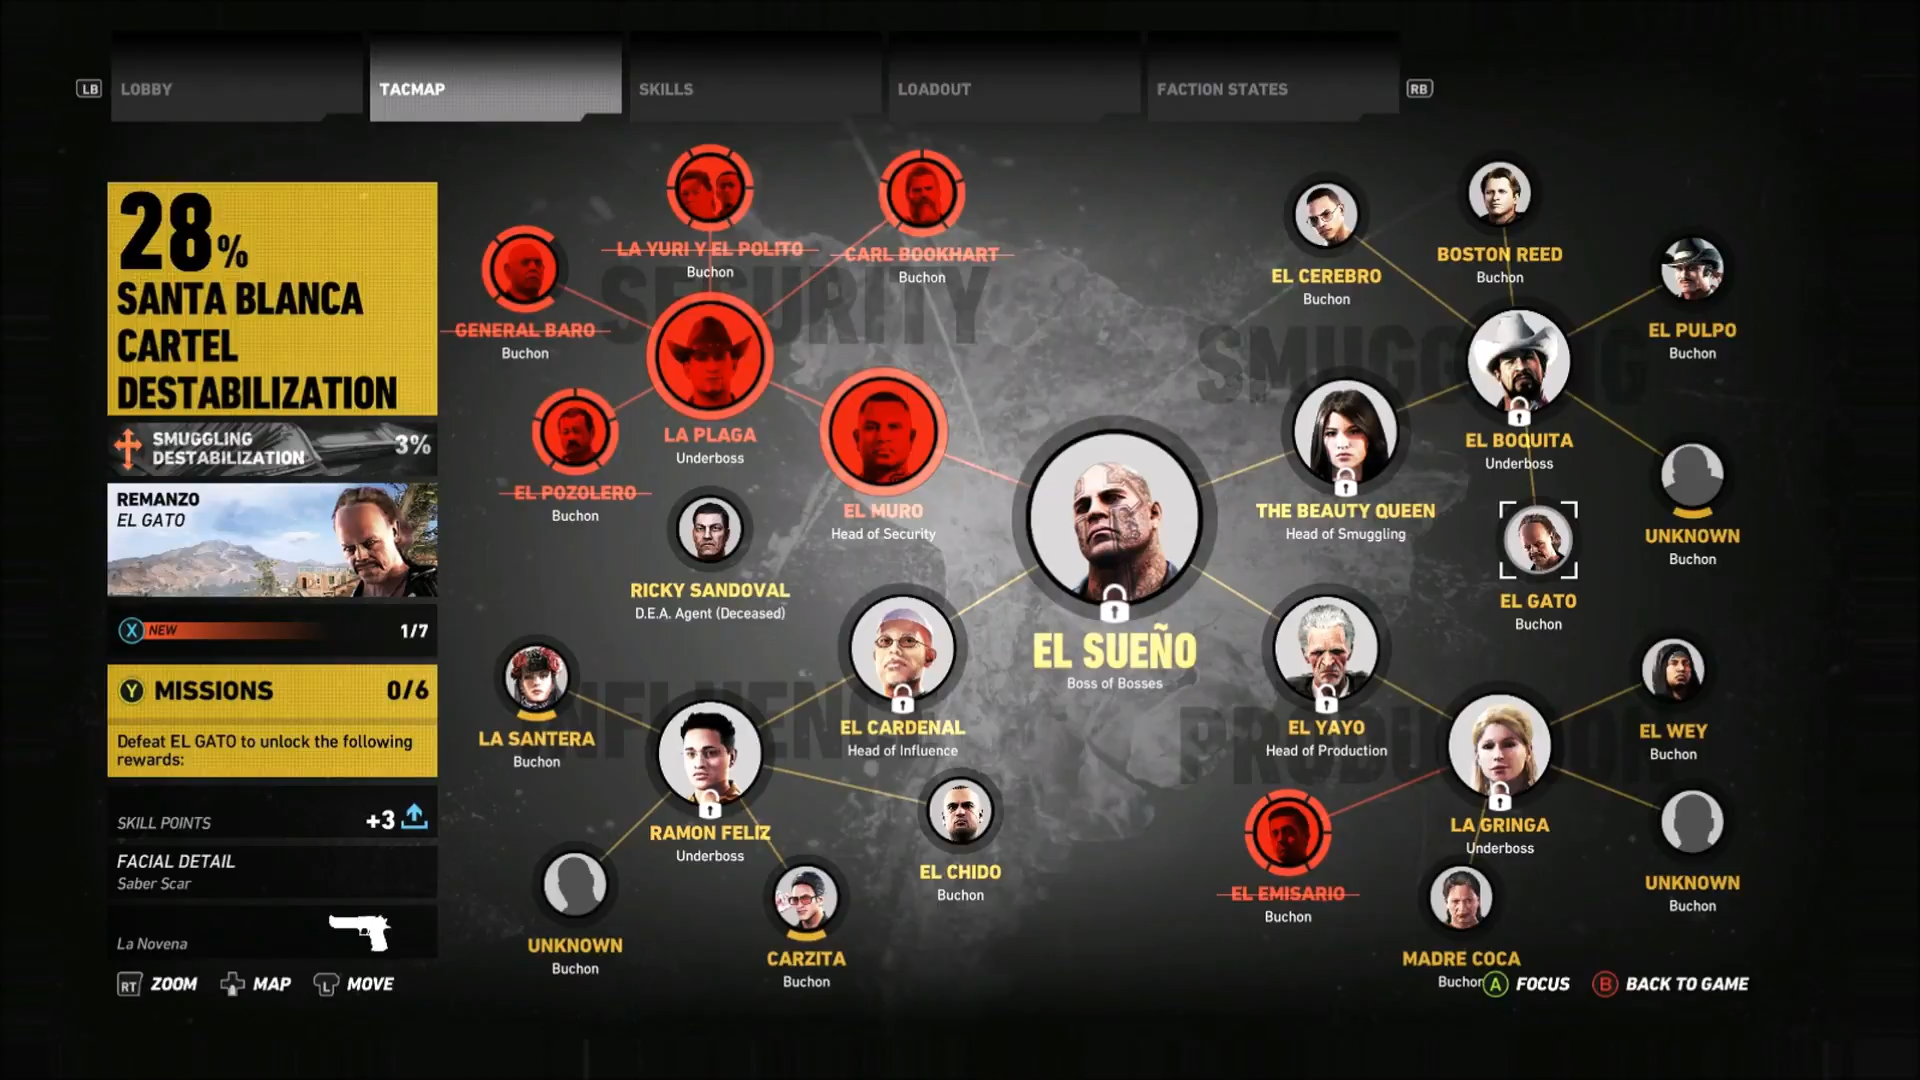 LB
LOBBY
TACMAP
SKILLS
LOADOUT
FACTION STATES
RB
28%
SANTA BLANCA
CARTEL
DESTABILIZATION
SMUGGLING
DESTABILIZATION
3%
REMANZO
EL GATO
X NEW
1/7
Y MISSIONS
0/6
Defeat EL GATO to unlock the following
rewards:
SKILL POINTS
+3
FACIAL DETAIL
Saber Scar
La Novena
RT ZOOM
MAP
L MOVE
SECURITY
LA YURI Y EL POLITO
Buchon
CARL BOOKHART
Buchon
GENERAL BARO
Buchon
LA PLAGA
Underboss
EL POZOLERO
Buchon
EL MURO
Head of Security
RICKY SANDOVAL
D.E.A. Agent (Deceased)
SMUGGLING
EL CEREBRO
Buchon
BOSTON REED
Buchon
EL PULPO
Buchon
EL BOQUITA
Underboss
THE BEAUTY QUEEN
Head of Smuggling
UNKNOWN
Buchon
EL GATO
Buchon
EL SUEÑO
Boss of Bosses
INFLUENCE
LA SANTERA
Buchon
EL CARDENAL
Head of Influence
RAMON FELIZ
Underboss
EL CHIDO
Buchon
UNKNOWN
Buchon
CARZITA
Buchon
PRODUCTION
EL YAYO
Head of Production
EL WEY
Buchon
LA GRINGA
Underboss
EL EMISARIO
Buchon
UNKNOWN
Buchon
MADRE COCA
Buchon
A FOCUS
B BACK TO GAME